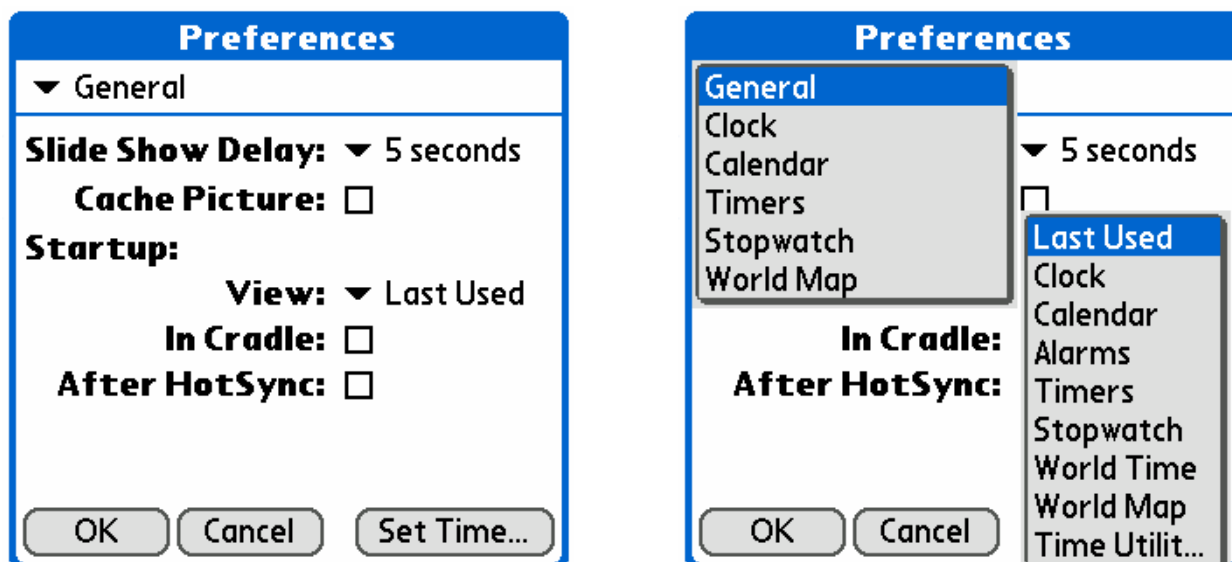 Preferences
General
Slide Show Delay: 5 seconds
Cache Picture:
Startup:
View: Last Used
In Cradle:
After HotSync:
OK Cancel Set Time...
Preferences
General
Clock
Calendar
Timers
Stopwatch
World Map
5 seconds
In Cradle:
After HotSync:
Last Used
Clock
Calendar
Alarms
Timers
Stopwatch
World Time
World Map
Time Utilit...
OK Cancel